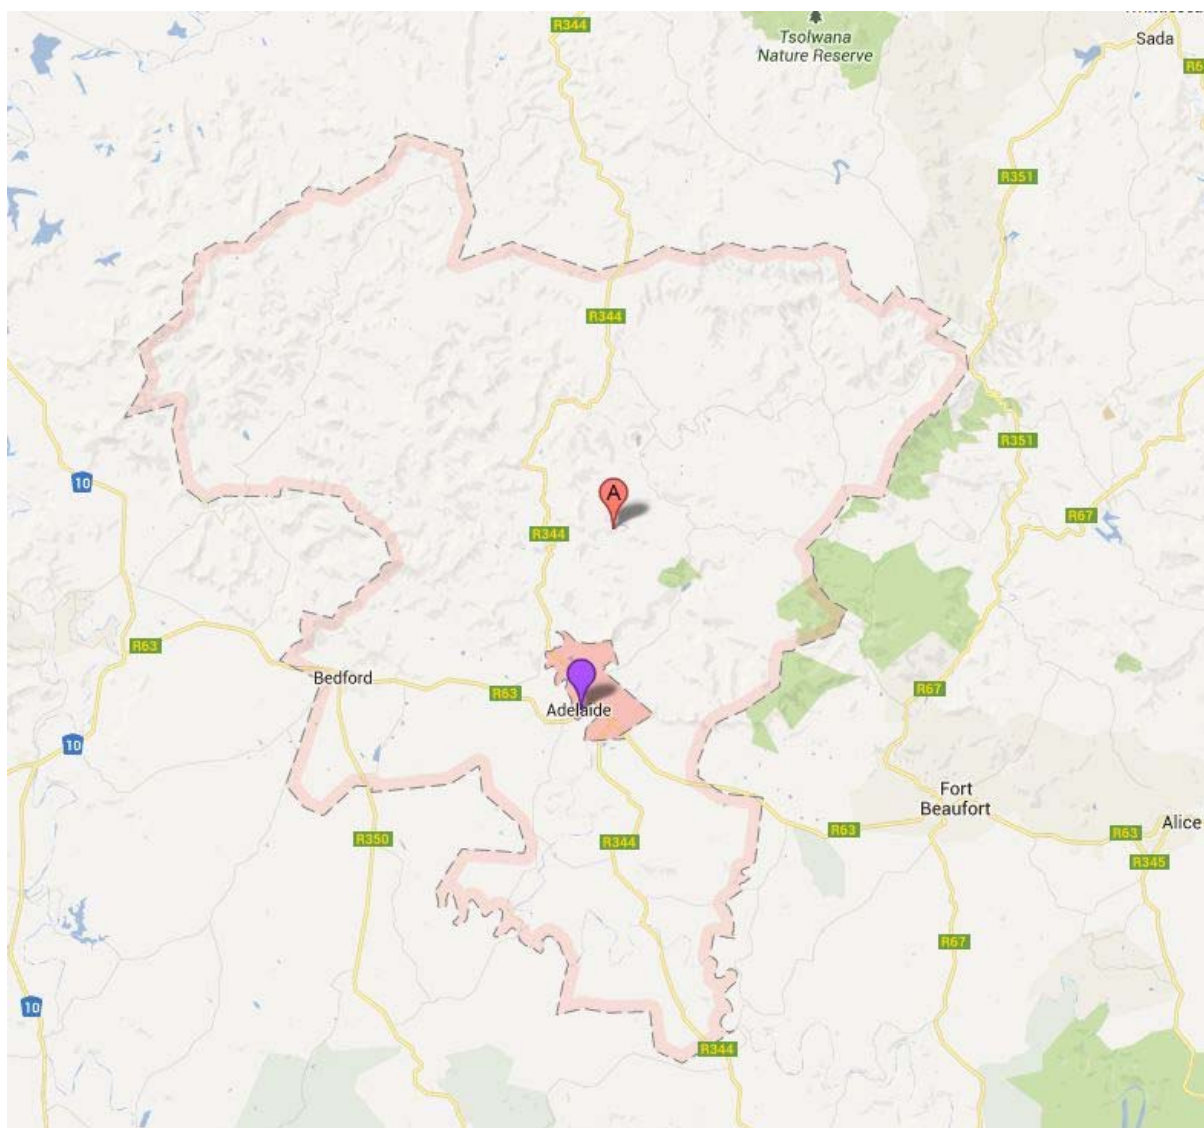 R344
Tsolwana
Nature Reserve
Sada
R351
R344
R351
10
A
R67
R344
R63
Bedford
R63
Adelaide
R67
10
Fort
Beaufort
R350
R344
R63
R63
Alice
R345
R67
10
R344